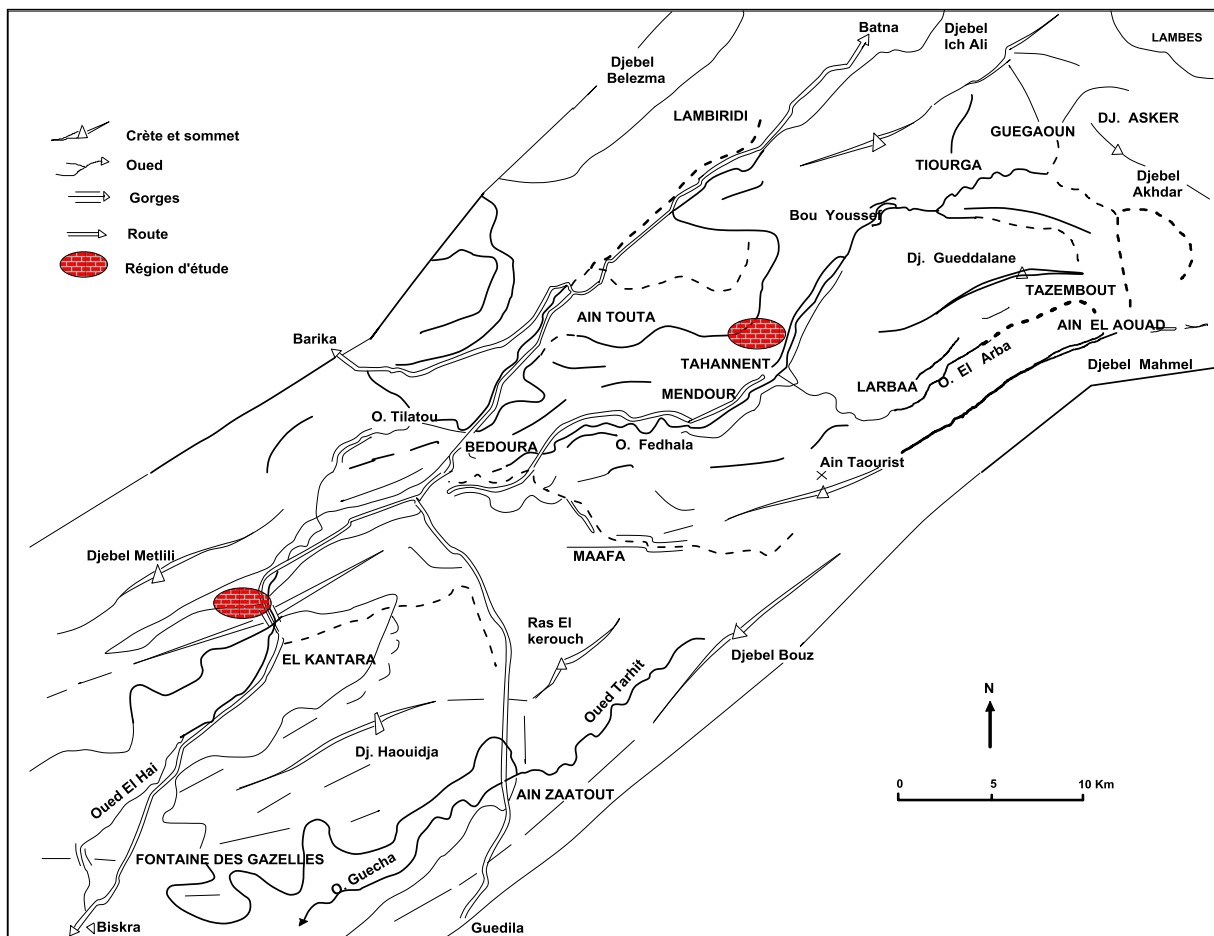 Batna
Djebel
Ich Ali
LAMBES
Djebel
Belezma
LAMBIRIDI
GUEGAOUN
DJ. ASKER
TIOURGA
Djebel
Akhdar
Crète et sommet
Oued
Gorges
Route
Région d'étude
Bou Youssef
Dj. Gueddalane
TAZEMBOUT
AIN TOUTA
AIN EL AOUAD
Barika
TAHANNENT
O. El Arba
Djebel Mahmel
MENDOUR
LARBAA
O. Tilatou
BEDOURA
O. Fedhala
Ain Taourist
Djebel Metlili
MAAFA
Ras El
kerouch
EL KANTARA
Djebel Bouz
Oued Tarhit
N
Dj. Haouidja
Oued El Hai
0 5 10 Km
AIN ZAATOUT
FONTAINE DES GAZELLES
O. Guecha
Biskra
Guedila